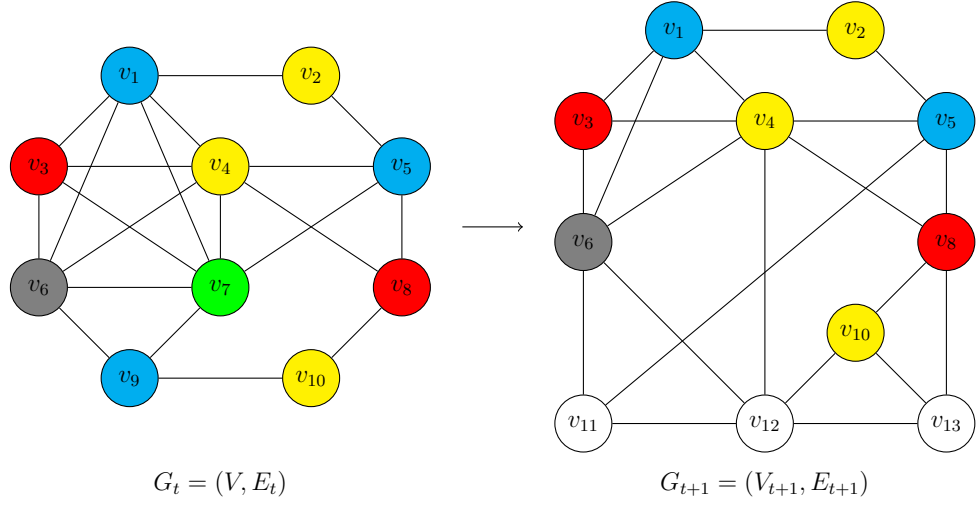 v₁ v₂
v₃ v₄ v₅
v₆ v₇ v₈
v₉ v₁₀
G_t = (V, E_t)
v₁ v₂
v₃ v₄ v₅
v₆ v₈
v₁₀
v₁₁ v₁₂ v₁₃
G_{t+1} = (V_{t+1}, E_{t+1})